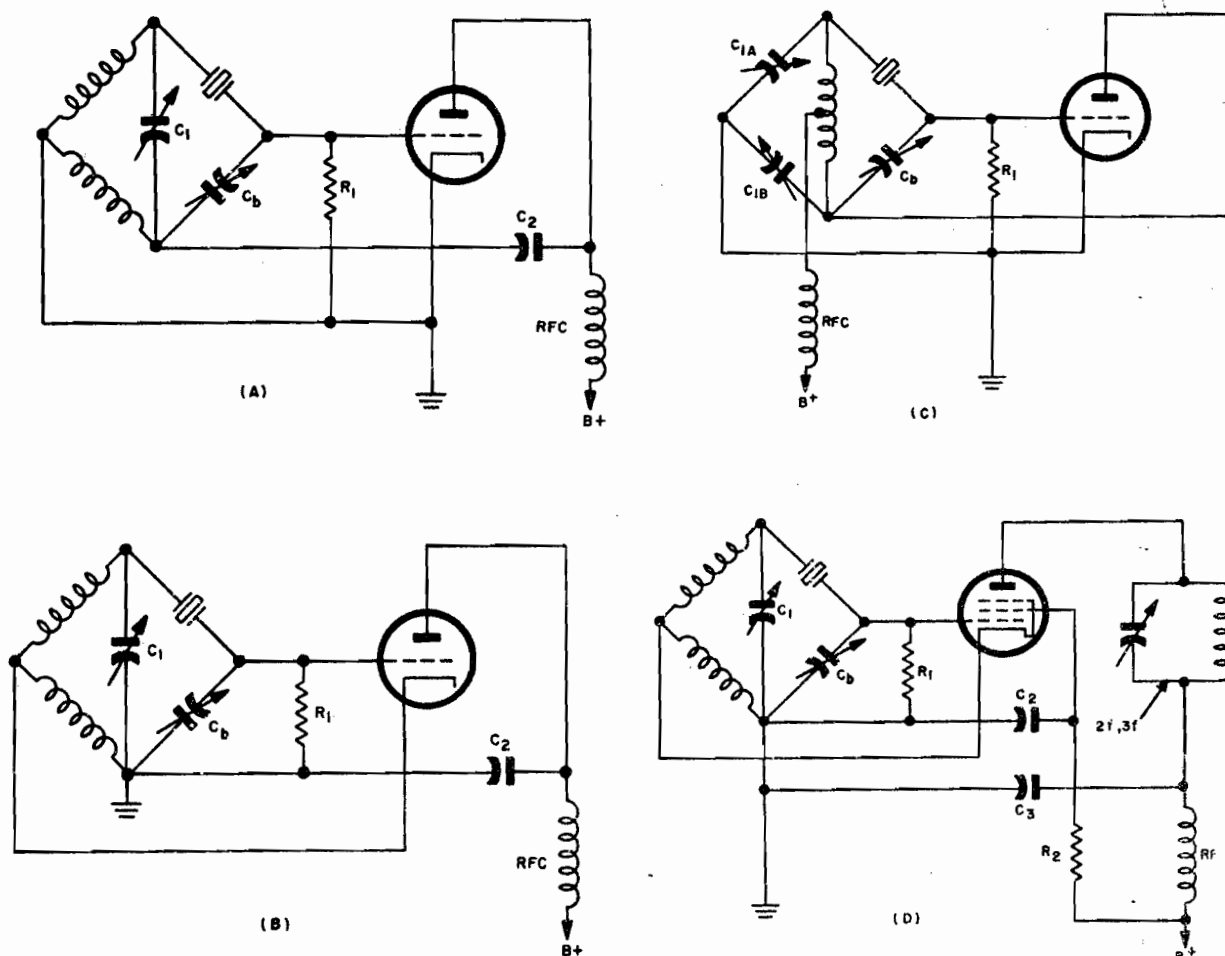 C1
Cb
R1
C2
RFC
B+
(A)
C1A
C1B
Cb
R1
RFC
B+
(C)
C1
Cb
R1
C2
RFC
B+
(B)
C1
Cb
R1
C2
C3
R2
2f, 3f
RF
B+
(D)